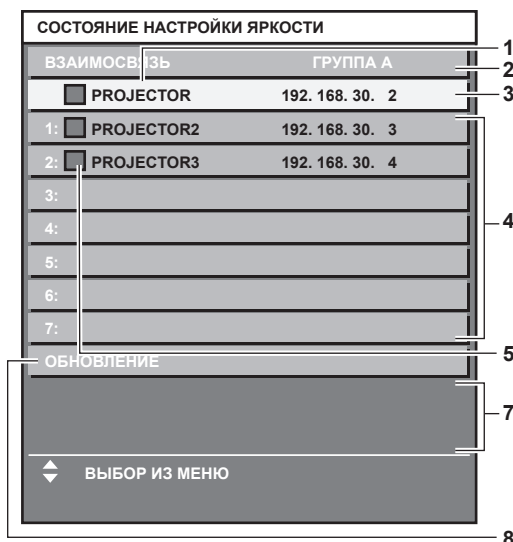 СОСТОЯНИЕ НАСТРОЙКИ ЯРКОСТИ
ВЗАИМОСВЯЗЬ ГРУППА A
PROJECTOR 192. 168. 30. 2
1: PROJECTOR2 192. 168. 30. 3
2: PROJECTOR3 192. 168. 30. 4
3:
4:
5:
6:
7:
ОБНОВЛЕНИЕ
ВЫБОР ИЗ МЕНЮ
1
2
3
4
5
7
8